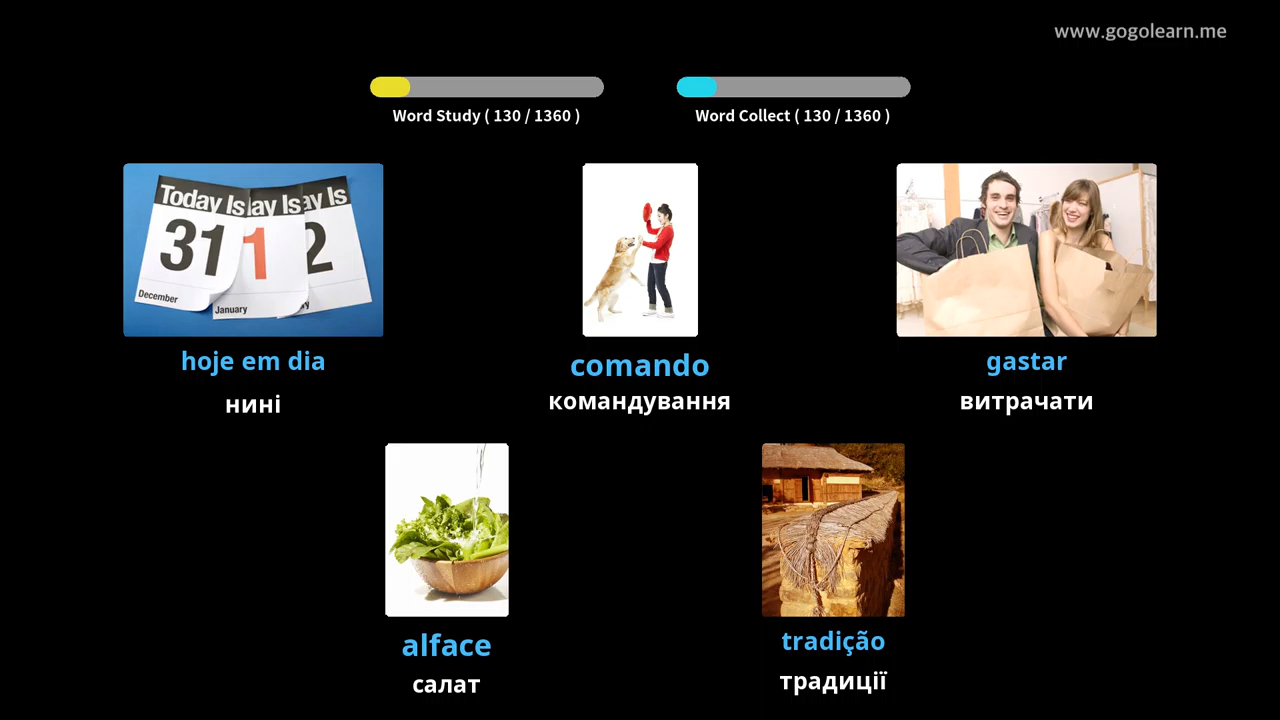 www.gogolearn.me
Word Study ( 130 / 1360 )
Word Collect ( 130 / 1360 )
Today Is
ay Is
ay Is
31
1
2
December
January
hoje em dia
comando
gastar
нині
командування
витрачати
alface
tradição
салат
традиції